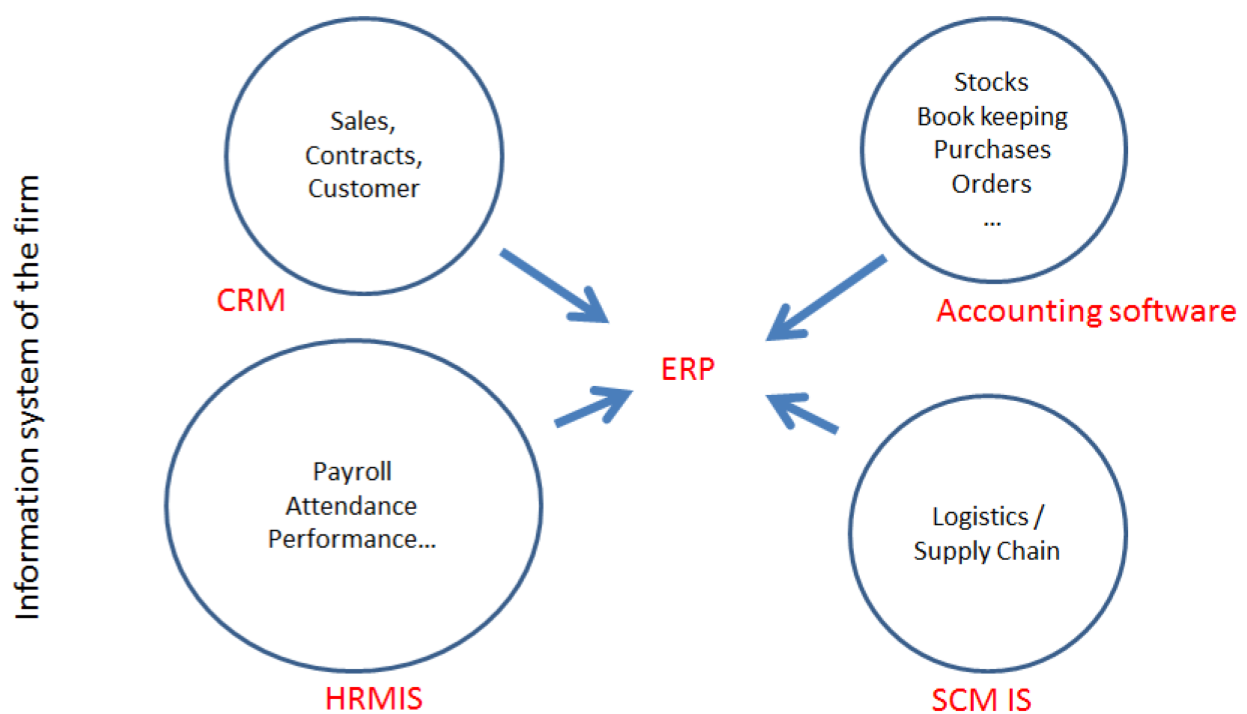 Information system of the firm
Sales,
Contracts,
Customer
CRM
Stocks
Book keeping
Purchases
Orders
...
Accounting software
ERP
Payroll
Attendance
Performance...
HRMIS
Logistics /
Supply Chain
SCM IS